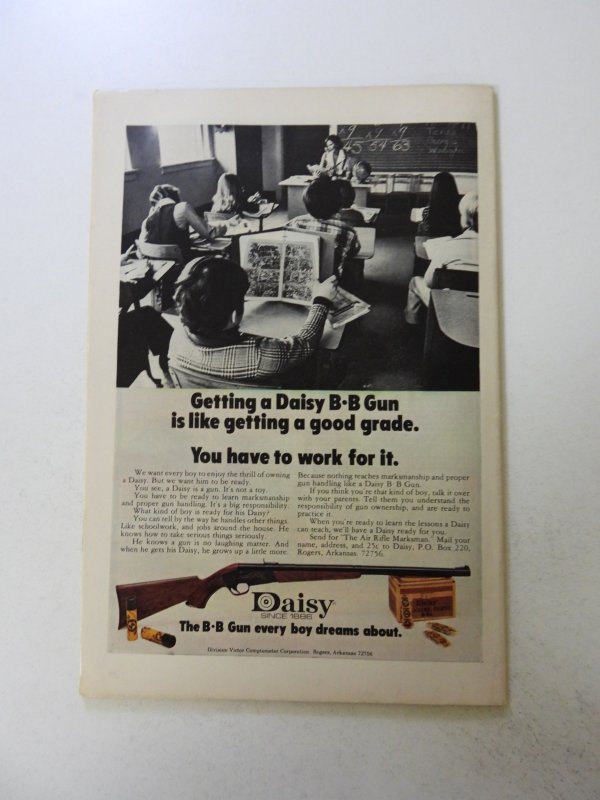 x9 x9 x9
45 54 63
Getting a Daisy B·B Gun
is like getting a good grade.
You have to work for it.
We want every boy to enjoy the thrill of owning
a Daisy. But we want him to be ready.
You see, a Daisy is a gun. It's not a toy.
You have to be ready to learn marksmanship
and proper gun handling. It's a big responsibility.
What kind of boy is ready for his Daisy?
You can tell by the way he handles other things.
Like schoolwork, and jobs around the house. He
knows how to take serious things seriously.
He knows a gun is no laughing matter. And
when he gets his Daisy, he grows up a little more.
Because nothing teaches marksmanship and proper
gun handling like a Daisy B·B Gun.
If you think you're that kind of boy, talk it over
with your parents. Tell them you understand the
responsibility of gun ownership, and are ready to
practice it.
When you're ready to learn the lessons a Daisy
can teach, we'll have a Daisy ready for you.
Send for "The Air Rifle Marksman." Mail your
name, address, and 25¢ to Daisy, P.O. Box 220,
Rogers, Arkansas. 72756.
Daisy
SINCE 1886
The B·B Gun every boy dreams about.
Division Victor Comptometer Corporation Rogers, Arkansas 72756